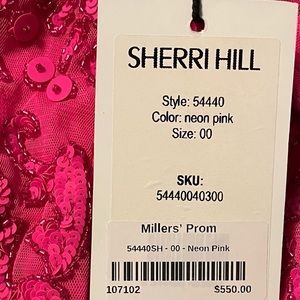 SHERRI HILL
Style: 54440
Color: neon pink
Size: 00
SKU:
54440040300
Millers' Prom
54440SH - 00 - Neon Pink
107102 $550.00